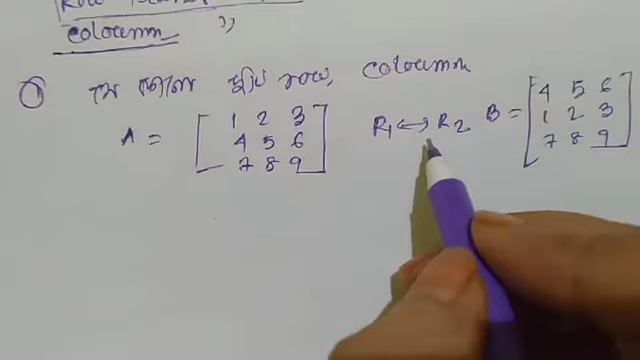 Row
coloumn ,,
① যে কোনো দুটি row, coloumn
A = [ 1 2 3 R₁ ↔ R₂ B = [ 4 5 6
4 5 6 1 2 3
7 8 9 ] 7 8 9 ]